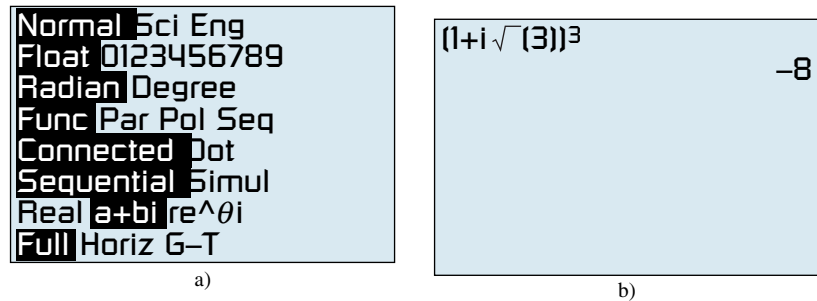 Normal Sci Eng
Float 0123456789
Radian Degree
Func Par Pol Seq
Connected Dot
Sequential Simul
Real a+bi re^θi
Full Horiz G–T
a)
(1+i√(3))³
–8
b)